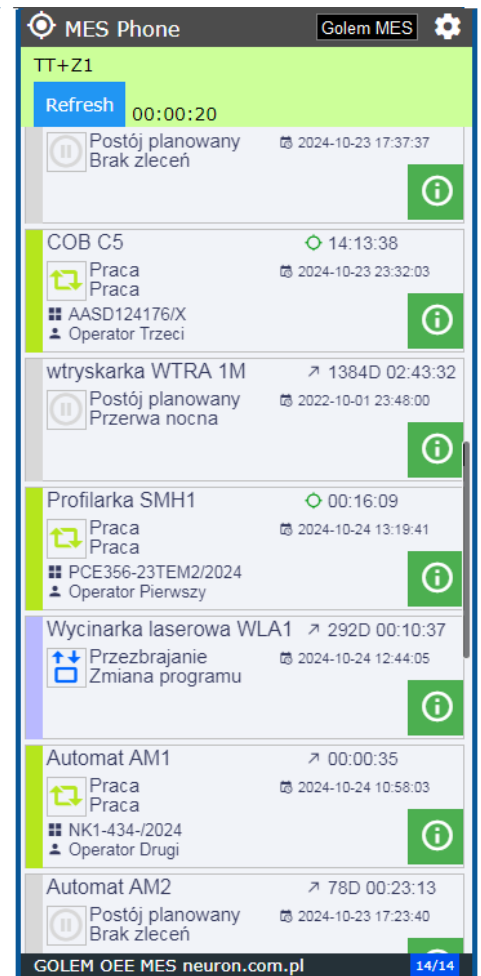 MES Phone Golem MES
TT+Z1
Refresh 00:00:20
Postój planowany 2024-10-23 17:37:37
Brak zleceń
COB C5 14:13:38
Praca 2024-10-23 23:32:03
Praca
AASD124176/X
Operator Trzeci
wtryskarka WTRA 1M 1384D 02:43:32
Postój planowany 2022-10-01 23:48:00
Przerwa nocna
Profilarka SMH1 00:16:09
Praca 2024-10-24 13:19:41
Praca
PCE356-23TEM2/2024
Operator Pierwszy
Wycinarka laserowa WLA1 292D 00:10:37
Przezbrajanie 2024-10-24 12:44:05
Zmiana programu
Automat AM1 00:00:35
Praca 2024-10-24 10:58:03
Praca
NK1-434-/2024
Operator Drugi
Automat AM2 78D 00:23:13
Postój planowany 2024-10-23 17:23:40
Brak zleceń
GOLEM OEE MES neuron.com.pl 14/14